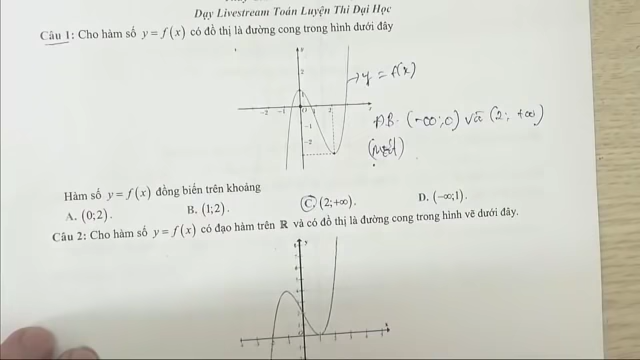 Dạy Livestream Toán Luyện Thi Đại Học
Câu 1: Cho hàm số y = f(x) có đồ thị là đường cong trong hình dưới đây
y = f(x)
ĐB: (-∞; 0) và (2; +∞)
Hàm số y = f(x) đồng biến trên khoảng
A. (0;2). B. (1;2). C. (2;+∞). D. (-∞;1).
Câu 2: Cho hàm số y = f(x) có đạo hàm trên ℝ và có đồ thị là đường cong trong hình vẽ dưới đây.